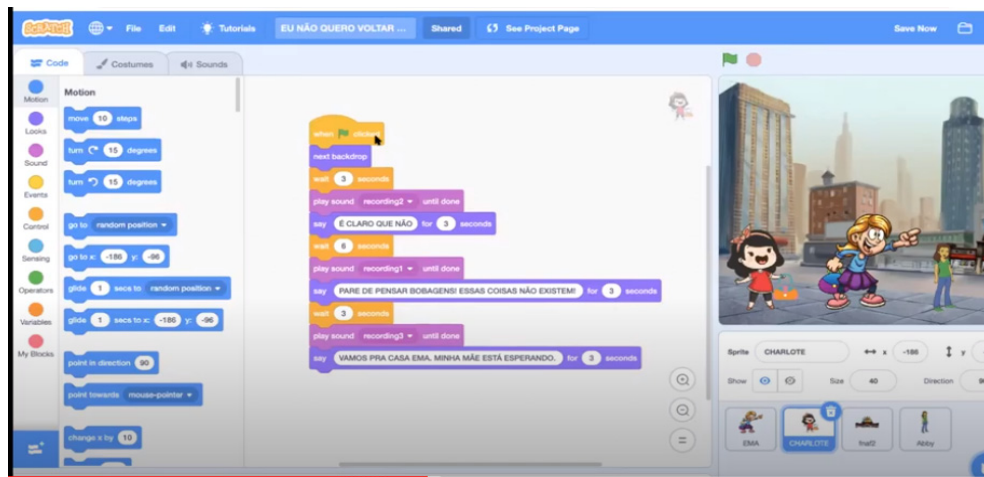 SCRATCH File Edit Tutorials EU NÃO QUERO VOLTAR ... Shared See Project Page Save Now
Code Costumes Sounds
Motion
Looks
Sound
Events
Control
Sensing
Operators
Variables
My Blocks
Motion
move 10 steps
turn 15 degrees
turn 15 degrees
go to random position
go to x: -186 y: -96
glide 1 secs to random position
glide 1 secs to x: -186 y: -96
point in direction 90
point towards mouse-pointer
change x by 10
when clicked
next backdrop
wait 3 seconds
play sound recording2 until done
say É CLARO QUE NÃO for 3 seconds
wait 6 seconds
play sound recording1 until done
say PARE DE PENSAR BOBAGENS! ESSAS COISAS NÃO EXISTEM! for 3 seconds
wait 3 seconds
play sound recording3 until done
say VAMOS PRA CASA EMA. MINHA MÃE ESTÁ ESPERANDO. for 3 seconds
Sprite CHARLOTE x -186 y
Show Size 40 Direction
EMA CHARLOTE fnaf2 Abby